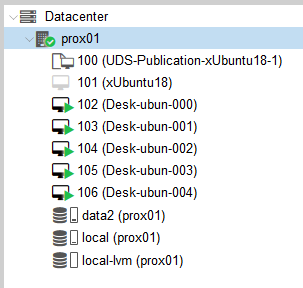 Datacenter
prox01
100 (UDS-Publication-xUbuntu18-1)
101 (xUbuntu18)
102 (Desk-ubun-000)
103 (Desk-ubun-001)
104 (Desk-ubun-002)
105 (Desk-ubun-003)
106 (Desk-ubun-004)
data2 (prox01)
local (prox01)
local-lvm (prox01)